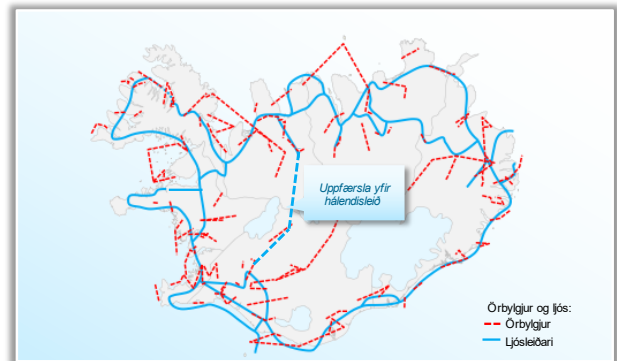 Uppfærsla yfir
hálendisleið
Örbylgjur og ljós:
Örbylgjur
Ljósleiðari